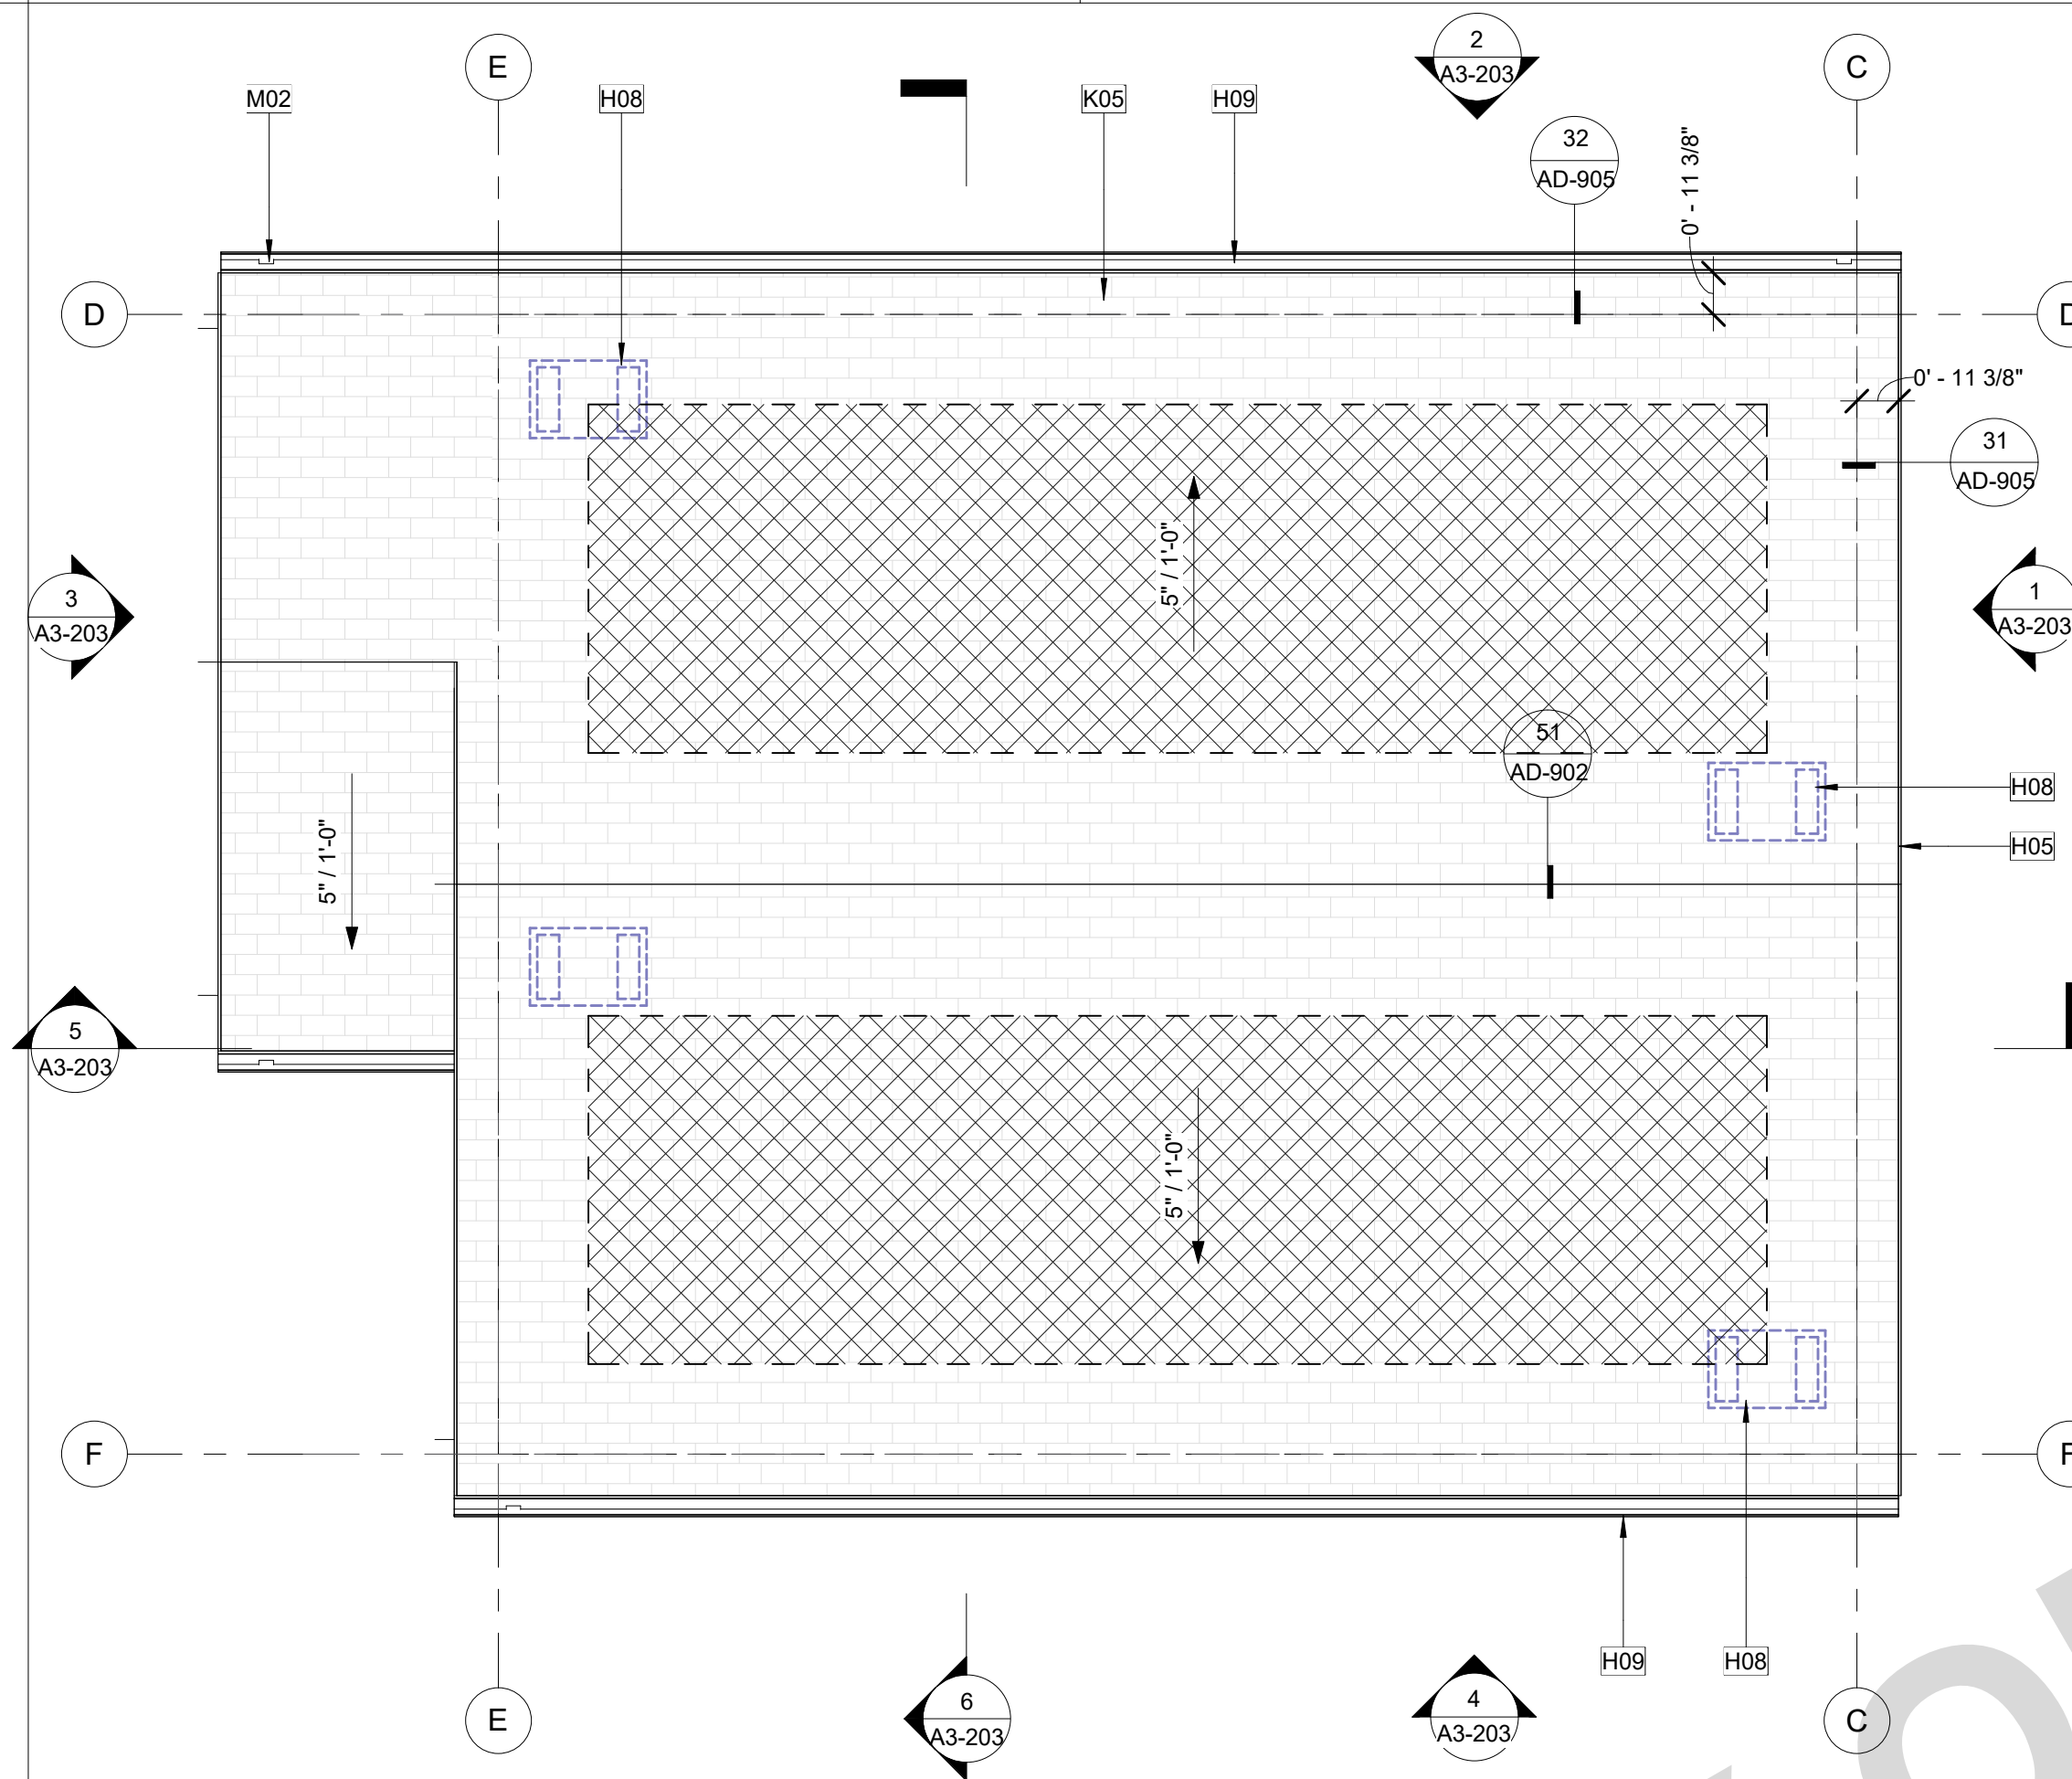 2
A3-203
E
C
M02
H08
K05
H09
32
AD-905
0' - 11 3/8"
D
D
0' - 11 3/8"
31
AD-905
5" / 1'-0"
3
A3-203
1
A3-203
51
AD-902
H08
H05
5" / 1'-0"
5
A3-203
5" / 1'-0"
F
F
H09
H08
E
6
A3-203
4
A3-203
C